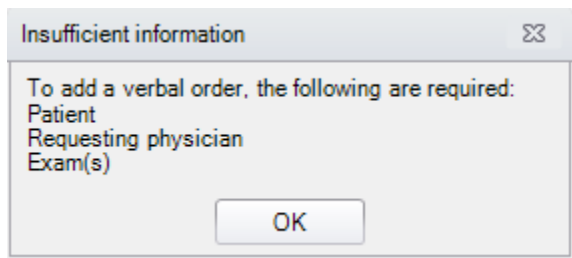 Insufficient information
To add a verbal order, the following are required:
Patient
Requesting physician
Exam(s)
OK